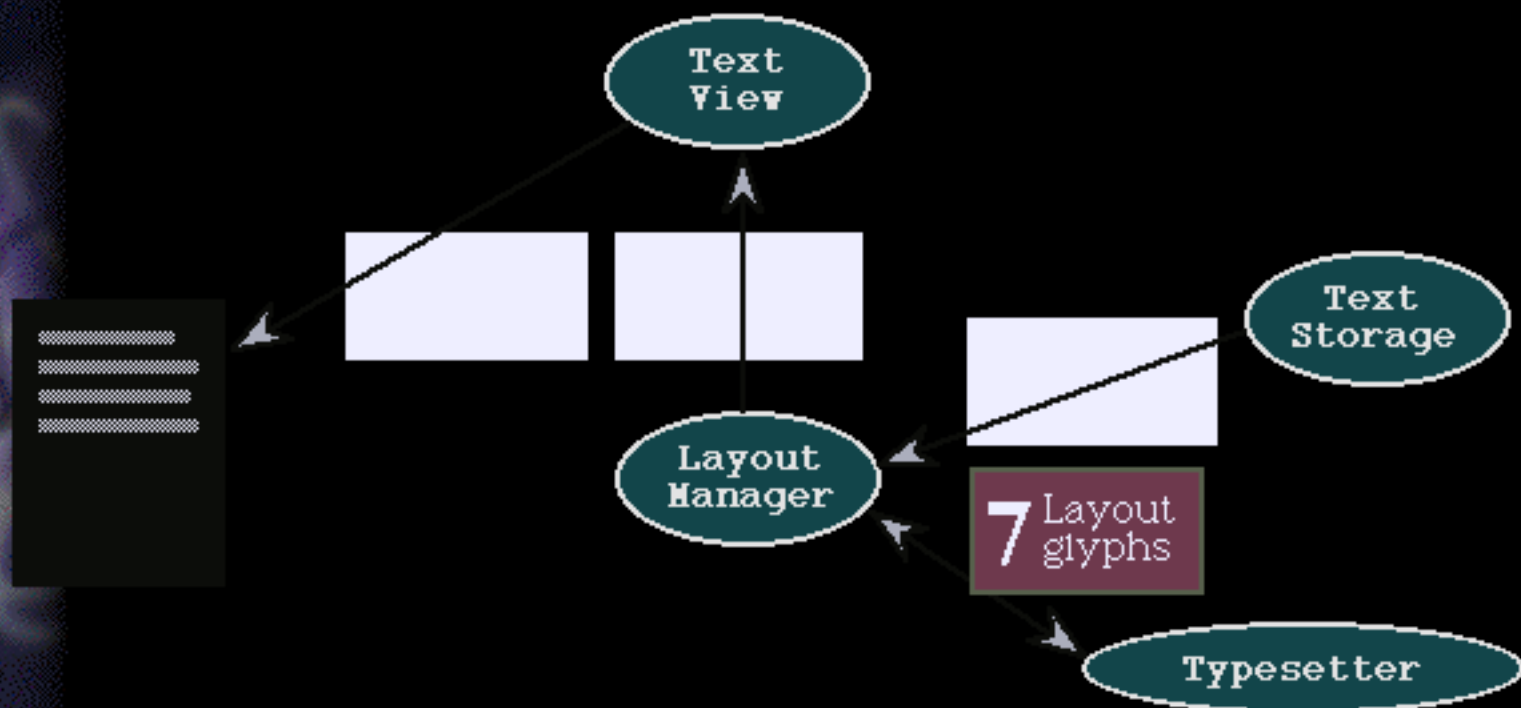 Text
View
Text
Storage
Layout
Manager
7 Layout
glyphs
Typesetter